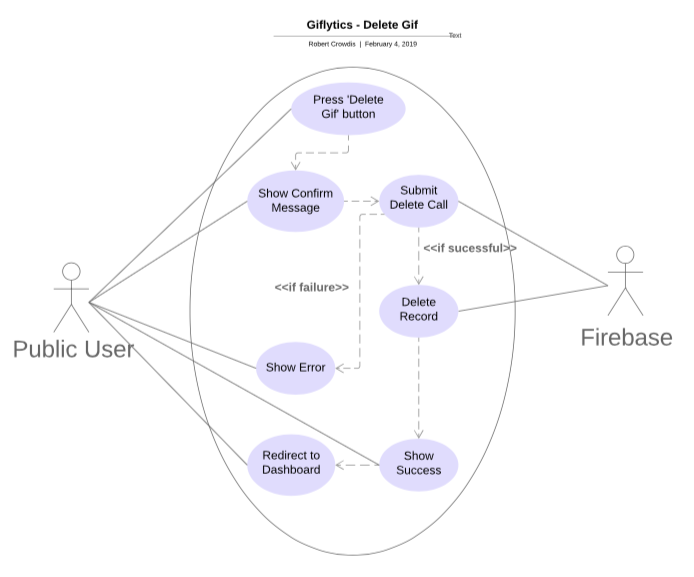 Giflytics - Delete Gif
Text
Robert Crowdis | February 4, 2019
Press 'Delete
Gif' button
Show Confirm
Message
Submit
Delete Call
<<if sucessful>>
<<if failure>>
Delete
Record
Public User
Firebase
Show Error
Redirect to
Dashboard
Show
Success